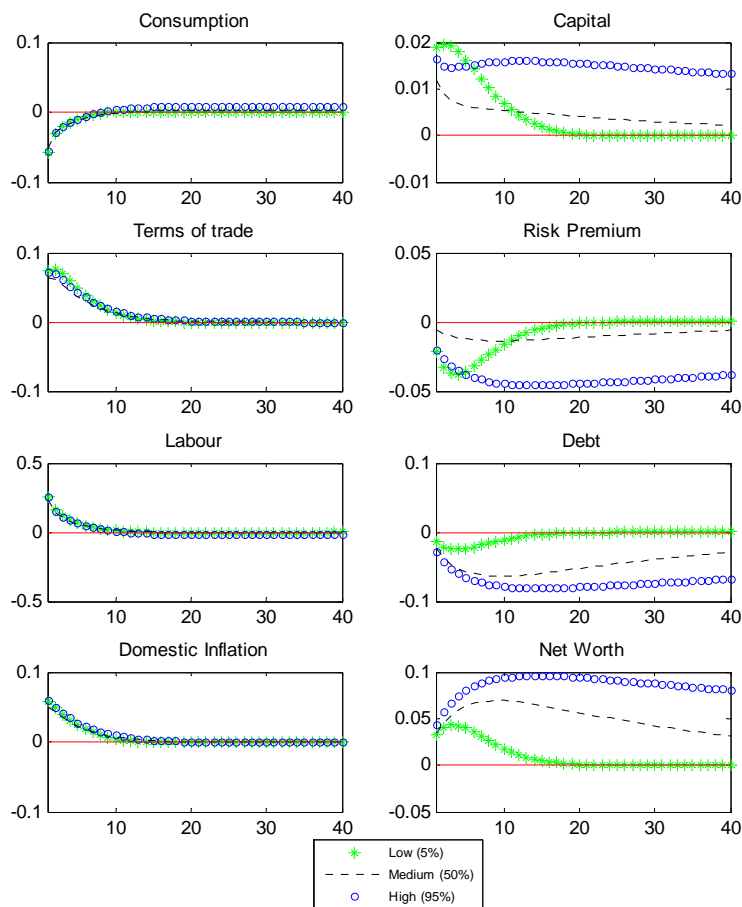 Consumption
Capital
0.1
0
-0.1
10 20 30 40
0.02
0.01
0
-0.01
10 20 30 40
Terms of trade
Risk Premium
0.1
0
-0.1
10 20 30 40
0.05
0
-0.05
10 20 30 40
Labour
Debt
0.5
0
-0.5
10 20 30 40
0.1
0
-0.1
10 20 30 40
Domestic Inflation
Net Worth
0.1
0
-0.1
10 20 30 40
0.1
0.05
0
-0.05
10 20 30 40
Low (5%)
Medium (50%)
High (95%)